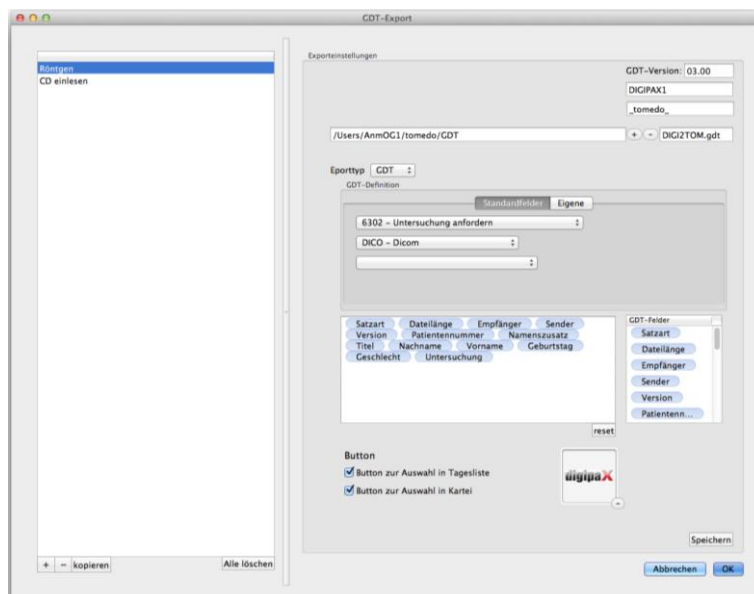 GDT-Export
Röntgen
CD einlesen
+ − kopieren
Alle löschen
Exporteinstellungen
GDT-Version: 03.00
DIGIPAX1
_tomedo_
/Users/AnmOG1/tomedo/GDT + − DIGI2TOM.gdt
Eporttyp GDT
GDT-Definition
Standardfelder Eigene
6302 – Untersuchung anfordern
DICO – Dicom
Satzart Dateilänge Empfänger Sender
Version Patientennummer Namenszusatz
Titel Nachname Vorname Geburtstag
Geschlecht Untersuchung
GDT-Felder
Satzart
Dateilänge
Empfänger
Sender
Version
Patientenn...
reset
Button
Button zur Auswahl in Tagesliste
Button zur Auswahl in Kartei
digipaX
−
Speichern
Abbrechen OK